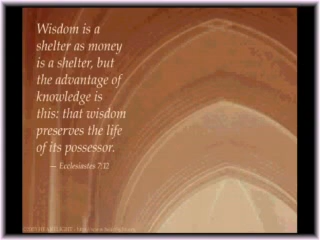 Wisdom is a
shelter as money
is a shelter, but
the advantage of
knowledge is
this: that wisdom
preserves the life
of its possessor.
— Ecclesiastes 7:12